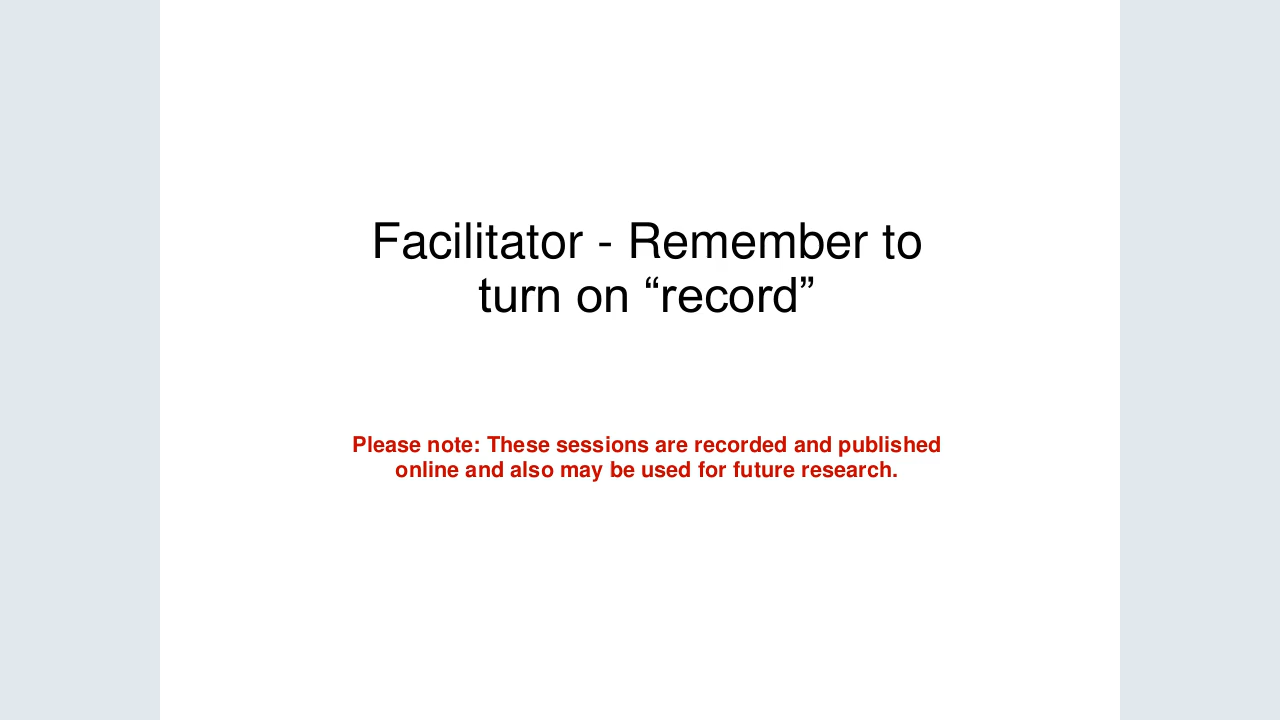 Facilitator - Remember to
turn on “record”
Please note: These sessions are recorded and published
online and also may be used for future research.